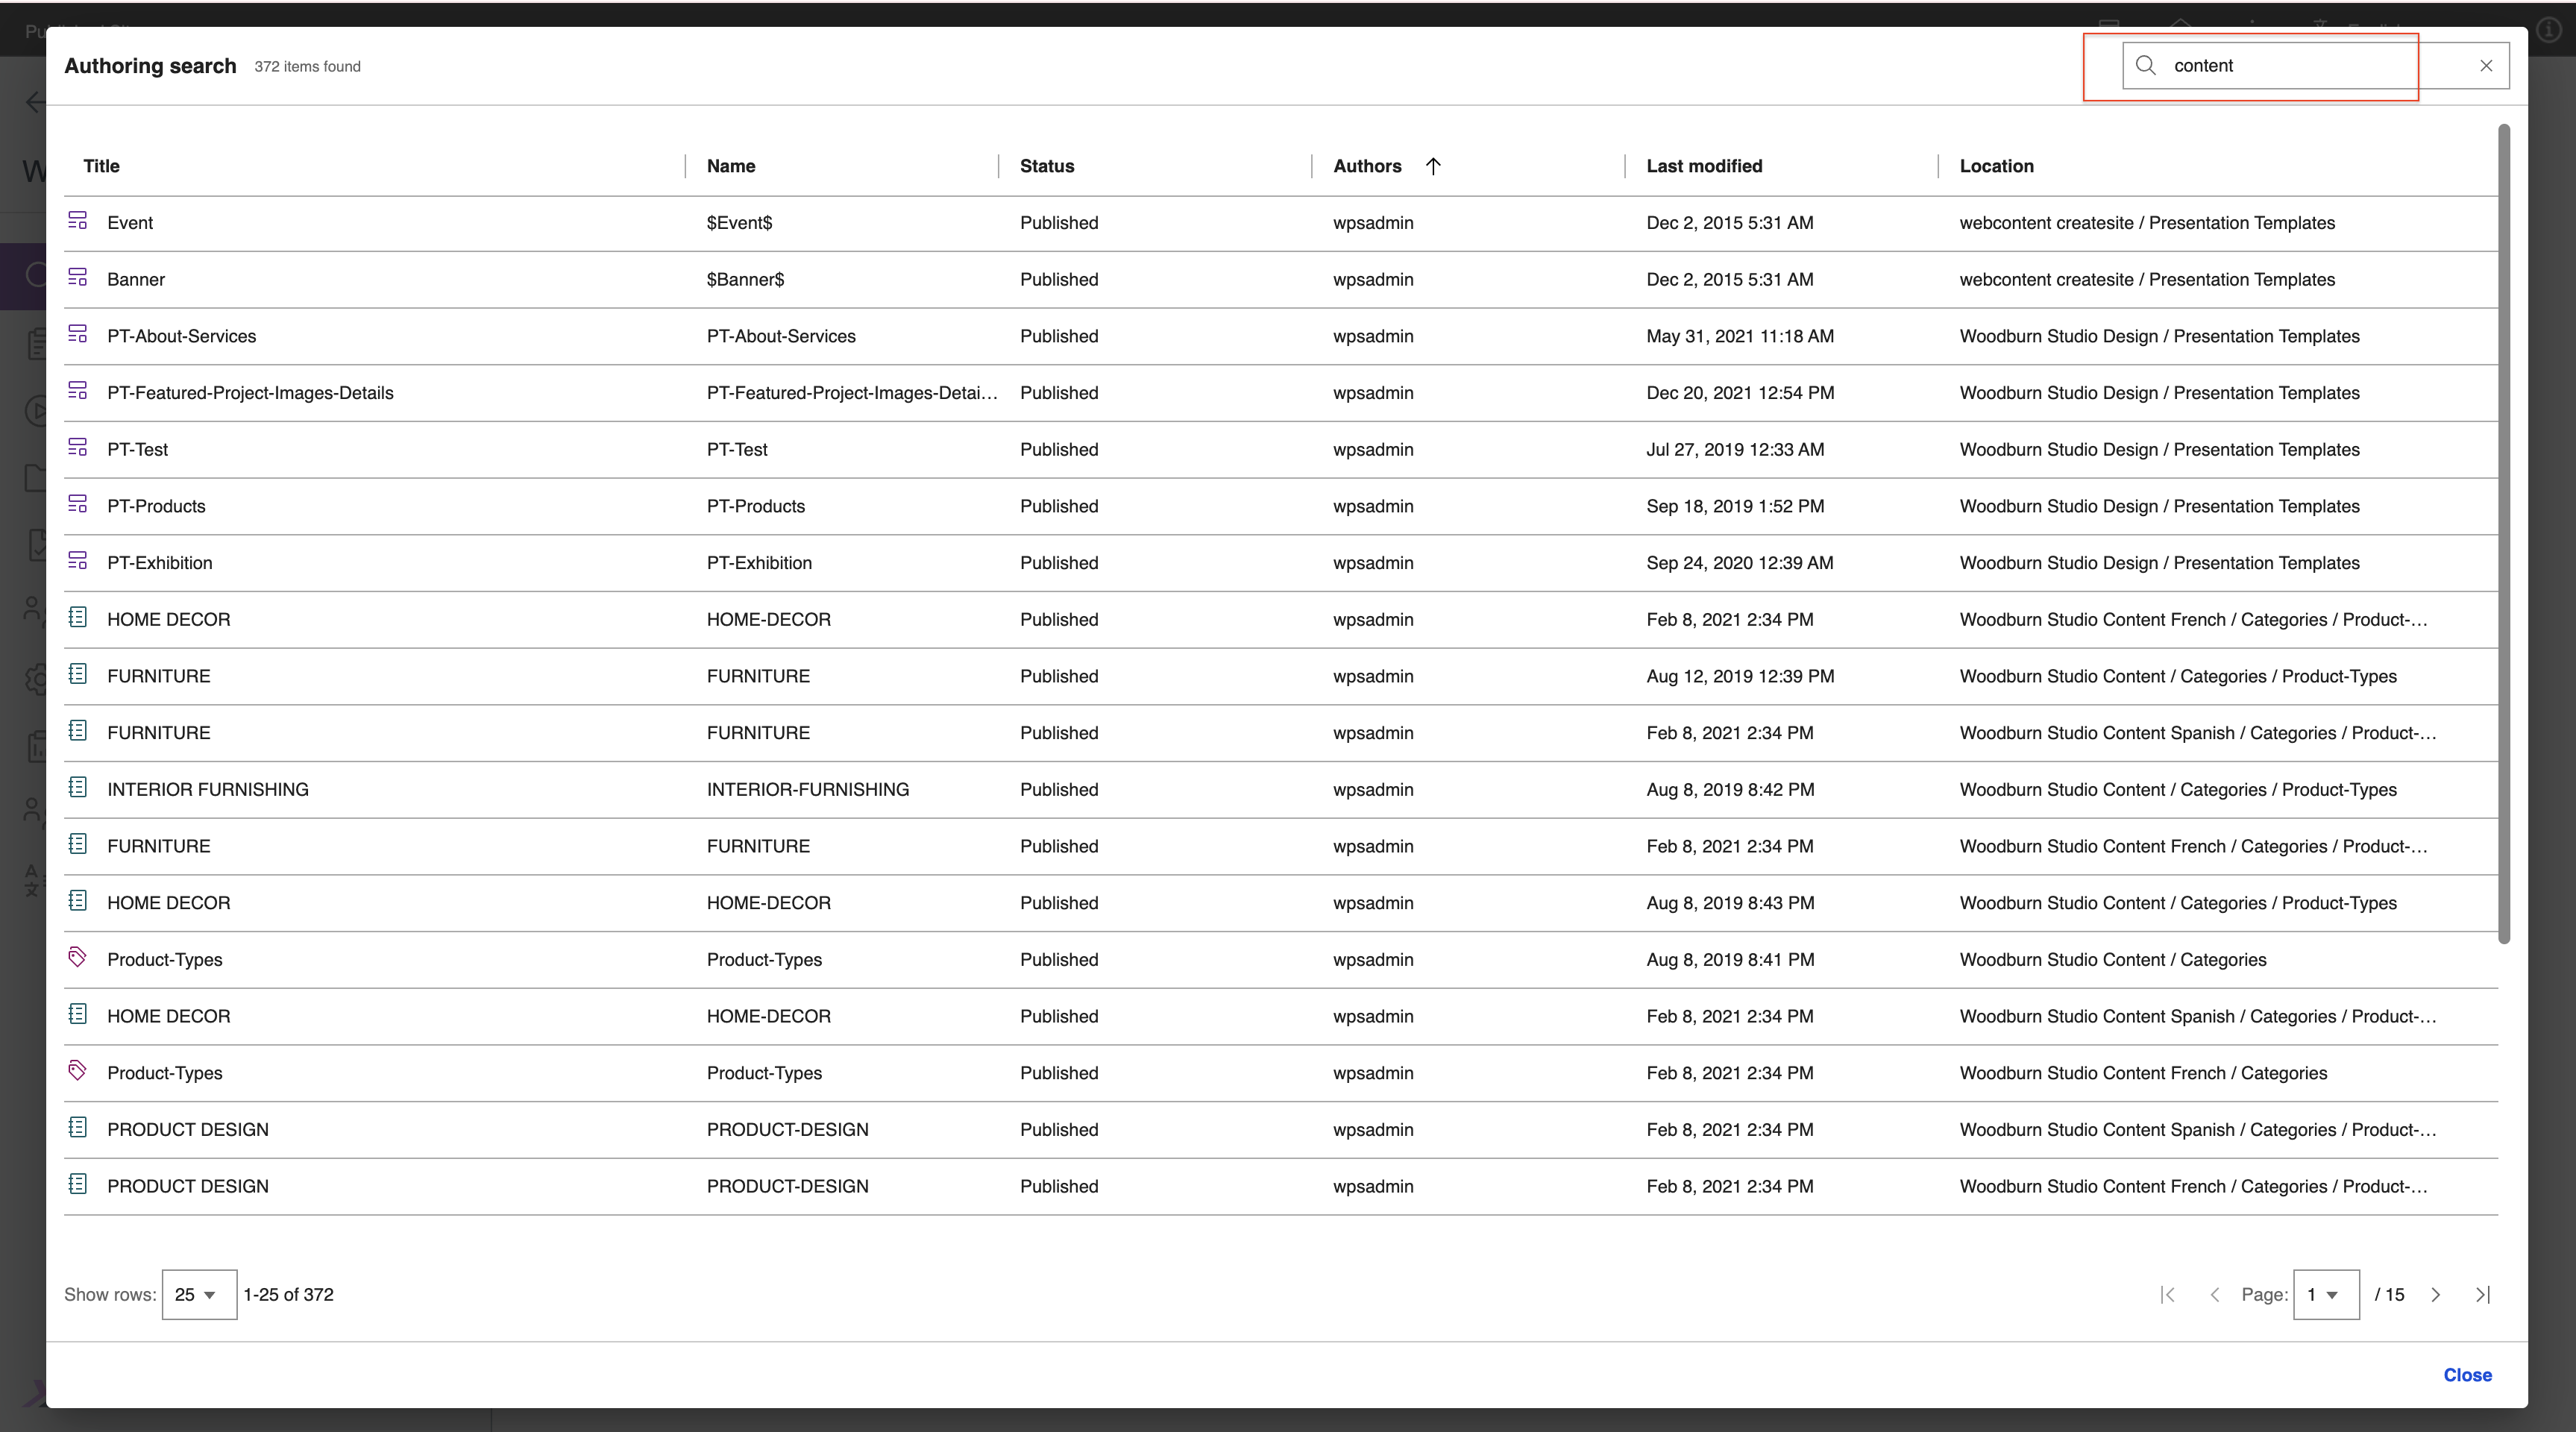 Authoring search 372 items found content
Title Name Status Authors Last modified Location
Event $Event$ Published wpsadmin Dec 2, 2015 5:31 AM webcontent createsite / Presentation Templates
Banner $Banner$ Published wpsadmin Dec 2, 2015 5:31 AM webcontent createsite / Presentation Templates
PT-About-Services PT-About-Services Published wpsadmin May 31, 2021 11:18 AM Woodburn Studio Design / Presentation Templates
PT-Featured-Project-Images-Details PT-Featured-Project-Images-Detai... Published wpsadmin Dec 20, 2021 12:54 PM Woodburn Studio Design / Presentation Templates
PT-Test PT-Test Published wpsadmin Jul 27, 2019 12:33 AM Woodburn Studio Design / Presentation Templates
PT-Products PT-Products Published wpsadmin Sep 18, 2019 1:52 PM Woodburn Studio Design / Presentation Templates
PT-Exhibition PT-Exhibition Published wpsadmin Sep 24, 2020 12:39 AM Woodburn Studio Design / Presentation Templates
HOME DECOR HOME-DECOR Published wpsadmin Feb 8, 2021 2:34 PM Woodburn Studio Content French / Categories / Product-...
FURNITURE FURNITURE Published wpsadmin Aug 12, 2019 12:39 PM Woodburn Studio Content / Categories / Product-Types
FURNITURE FURNITURE Published wpsadmin Feb 8, 2021 2:34 PM Woodburn Studio Content Spanish / Categories / Product-...
INTERIOR FURNISHING INTERIOR-FURNISHING Published wpsadmin Aug 8, 2019 8:42 PM Woodburn Studio Content / Categories / Product-Types
FURNITURE FURNITURE Published wpsadmin Feb 8, 2021 2:34 PM Woodburn Studio Content French / Categories / Product-...
HOME DECOR HOME-DECOR Published wpsadmin Aug 8, 2019 8:43 PM Woodburn Studio Content / Categories / Product-Types
Product-Types Product-Types Published wpsadmin Aug 8, 2019 8:41 PM Woodburn Studio Content / Categories
HOME DECOR HOME-DECOR Published wpsadmin Feb 8, 2021 2:34 PM Woodburn Studio Content Spanish / Categories / Product-...
Product-Types Product-Types Published wpsadmin Feb 8, 2021 2:34 PM Woodburn Studio Content French / Categories
PRODUCT DESIGN PRODUCT-DESIGN Published wpsadmin Feb 8, 2021 2:34 PM Woodburn Studio Content Spanish / Categories / Product-...
PRODUCT DESIGN PRODUCT-DESIGN Published wpsadmin Feb 8, 2021 2:34 PM Woodburn Studio Content French / Categories / Product-...
Show rows: 25 1-25 of 372 Page: 1 / 15
Close